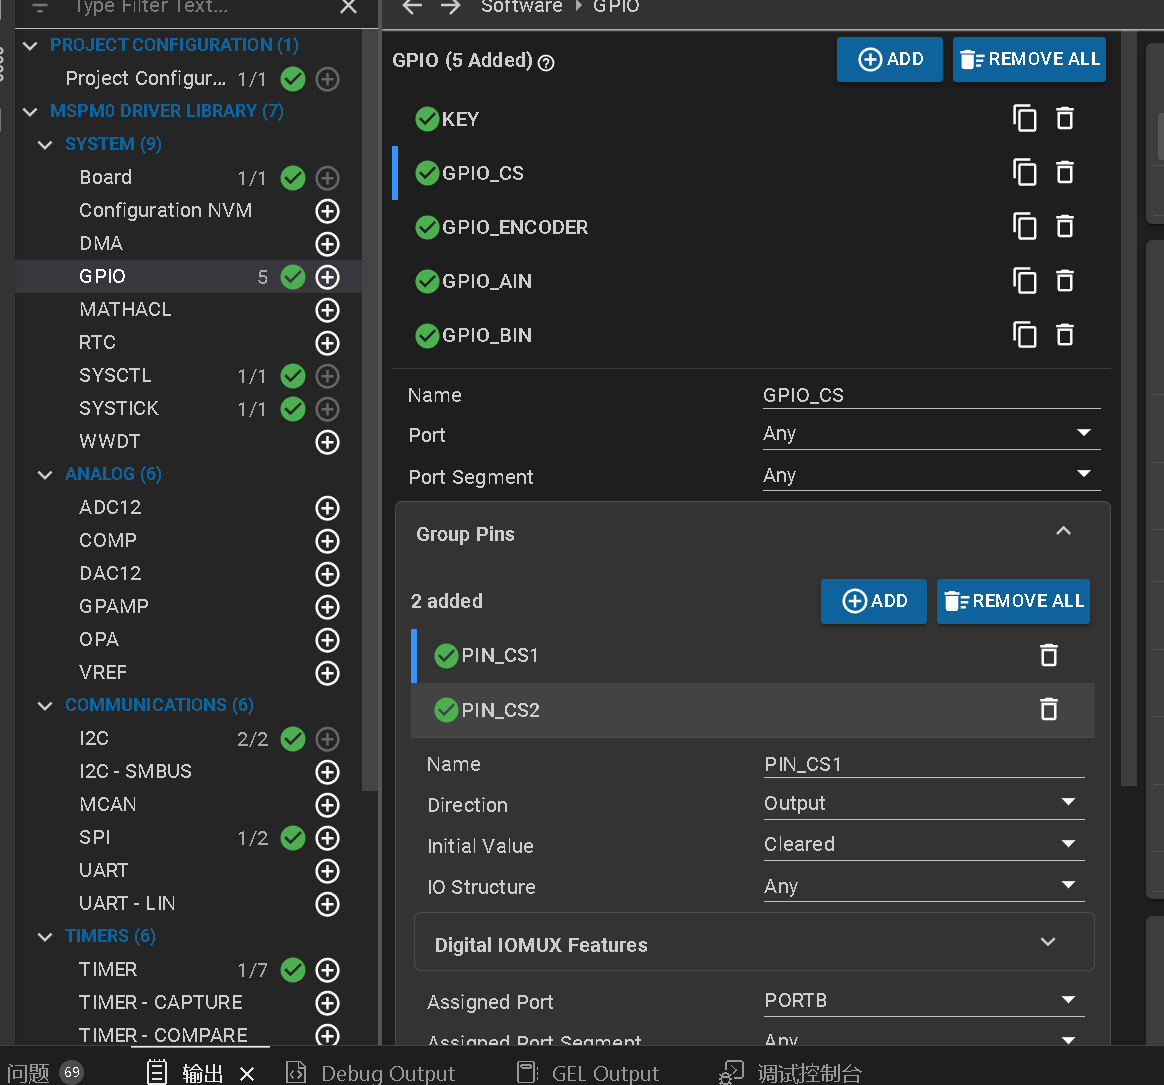 Type Filter Text...
PROJECT CONFIGURATION (1)
Project Configur... 1/1
MSPM0 DRIVER LIBRARY (7)
SYSTEM (9)
Board 1/1
Configuration NVM
DMA
GPIO 5
MATHACL
RTC
SYSCTL 1/1
SYSTICK 1/1
WWDT
ANALOG (6)
ADC12
COMP
DAC12
GPAMP
OPA
VREF
COMMUNICATIONS (6)
I2C 2/2
I2C - SMBUS
MCAN
SPI 1/2
UART
UART - LIN
TIMERS (6)
TIMER 1/7
TIMER - CAPTURE
TIMER - COMPARE
Software GPIO
GPIO (5 Added)
ADD REMOVE ALL
KEY
GPIO_CS
GPIO_ENCODER
GPIO_AIN
GPIO_BIN
Name GPIO_CS
Port Any
Port Segment Any
Group Pins
2 added ADD REMOVE ALL
PIN_CS1
PIN_CS2
Name PIN_CS1
Direction Output
Initial Value Cleared
IO Structure Any
Digital IOMUX Features
Assigned Port PORTB
Assigned Port Segment Any
问题 69 输出 Debug Output GEL Output 调试控制台